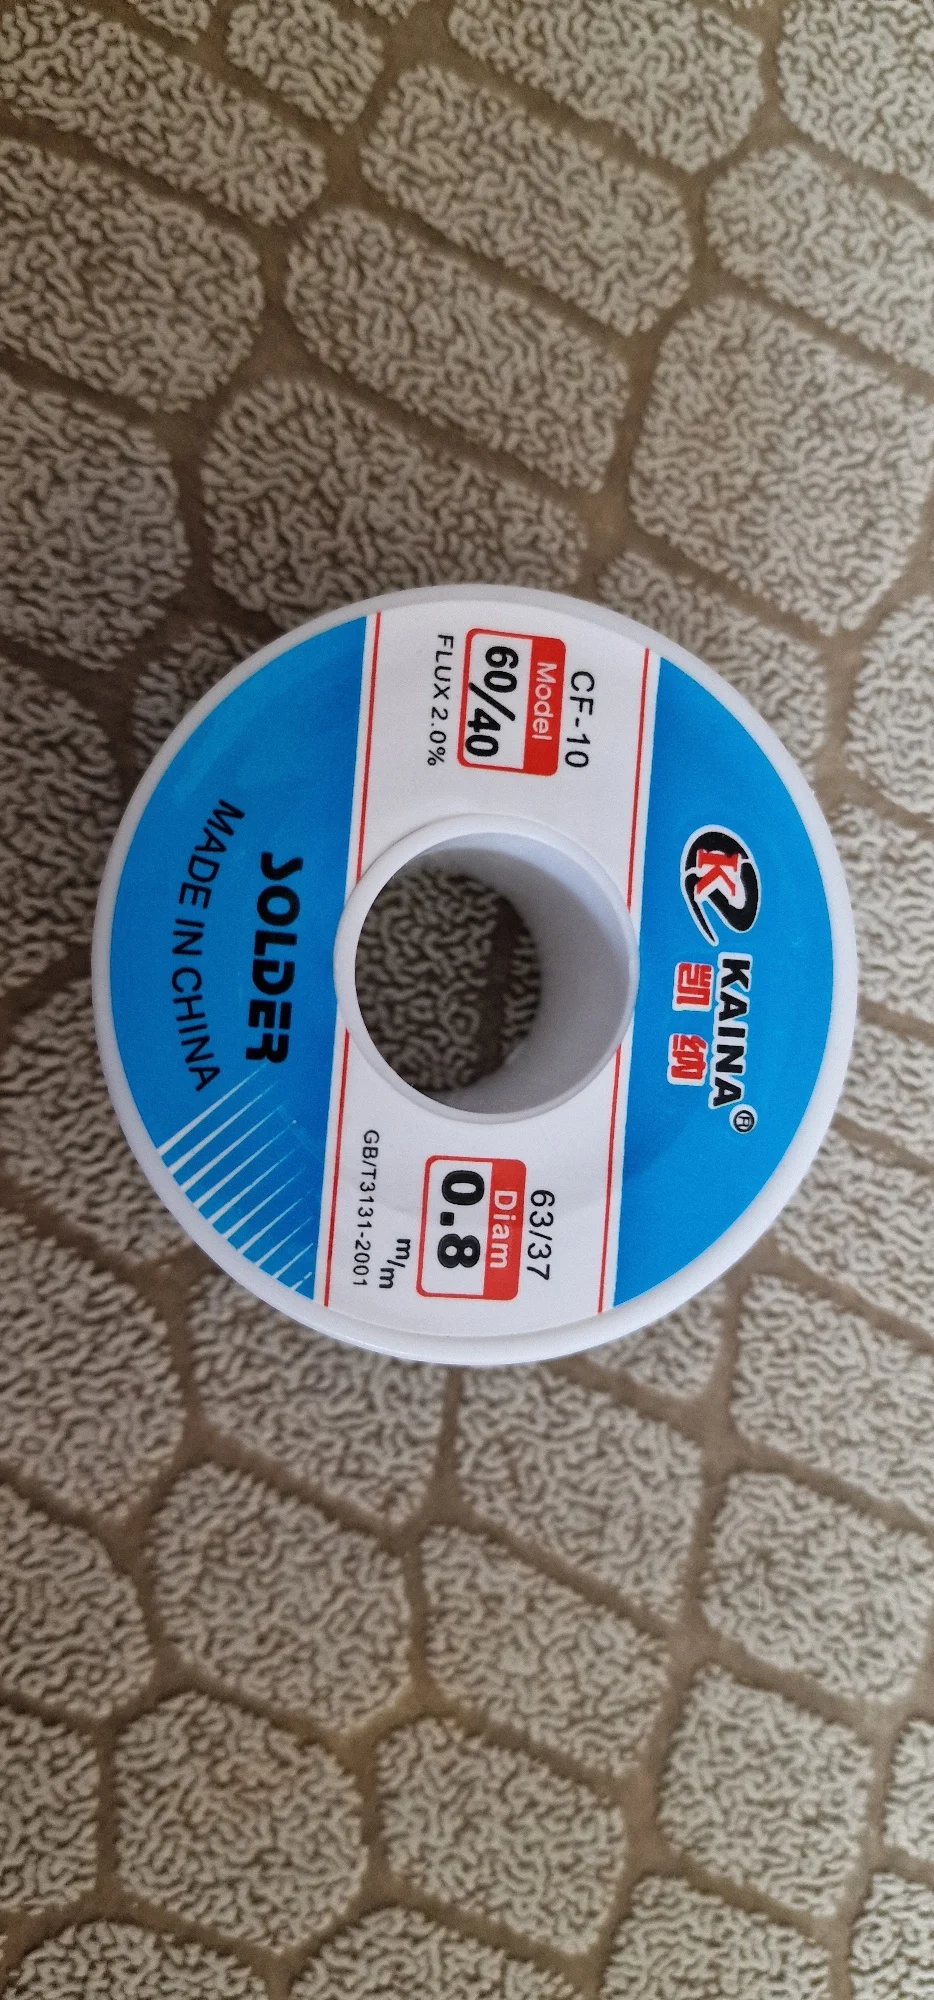 KAINA®
凯纳
CF-10
Model
60/40
FLUX 2.0%
63/37
Diam
0.8
m/m
GB/T3131-2001
SOLDER
MADE IN CHINA